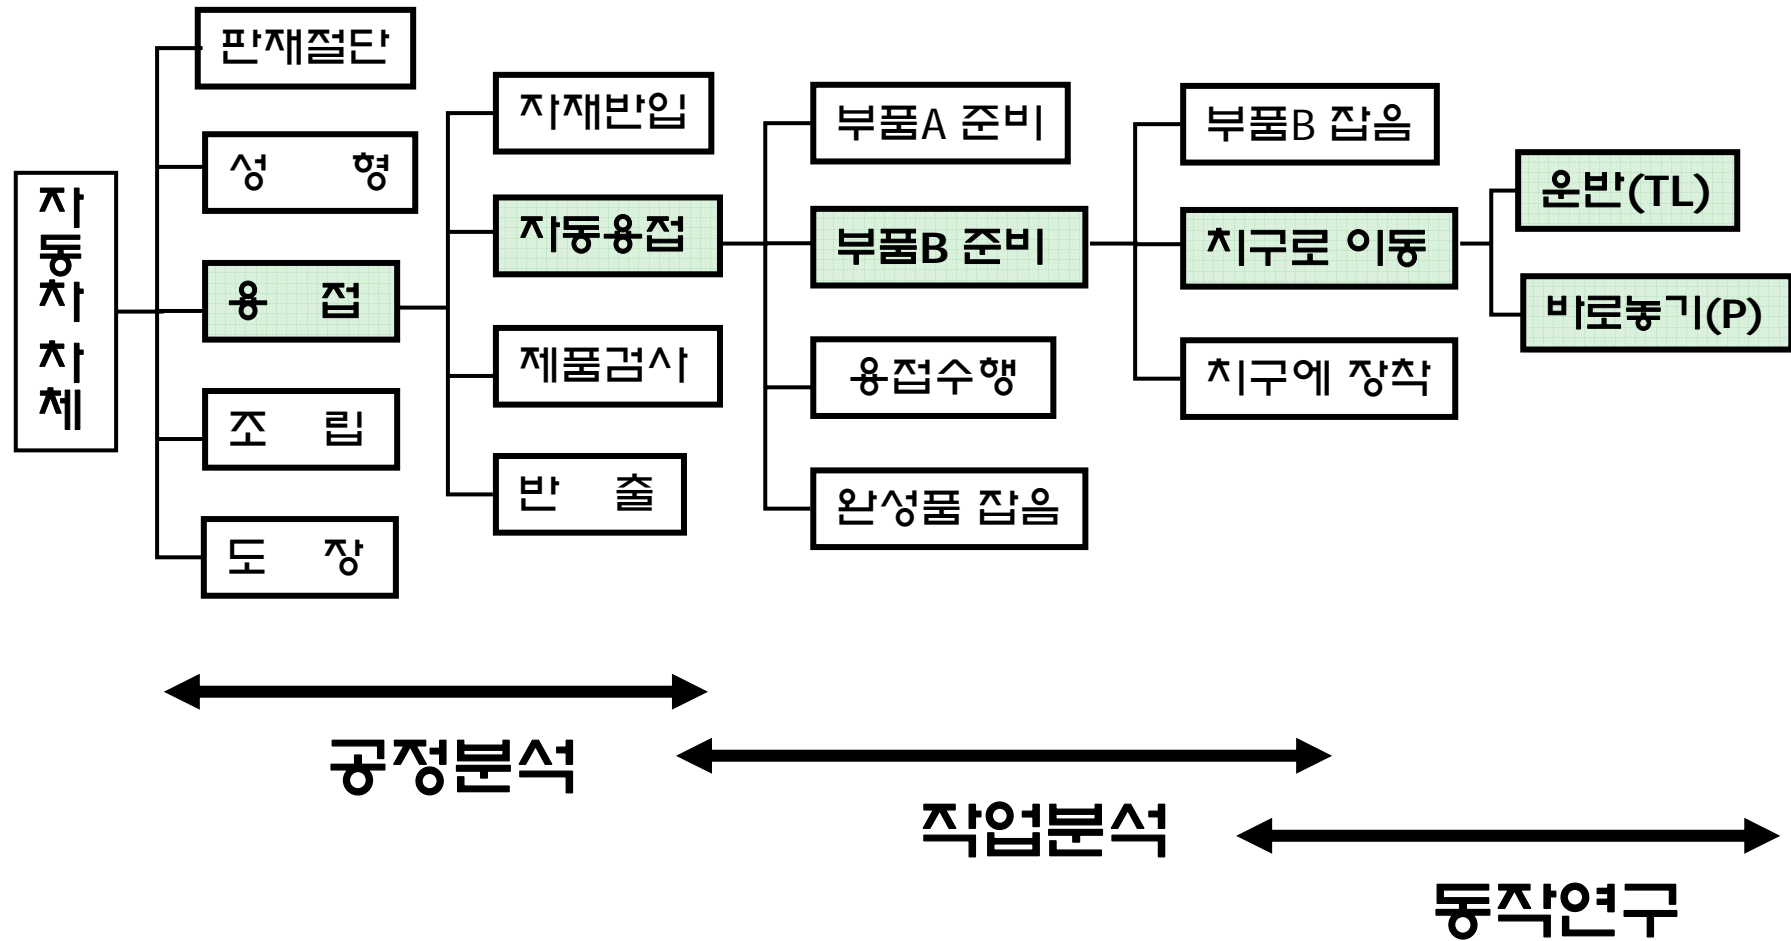 자동차 차체
판재절단
성 형
용 접
조 립
도 장
자재반입
자동용접
제품검사
반 출
부품A 준비
부품B 준비
용접수행
완성품 잡음
부품B 잡음
치구로 이동
치구에 장착
운반(TL)
바로놓기(P)
공정분석
작업분석
동작연구